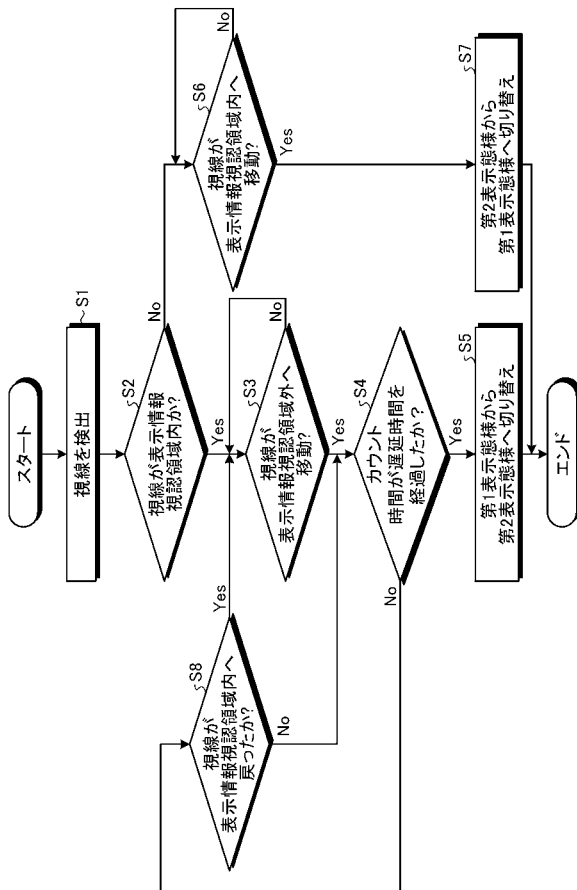 スタート
S1
視線を検出
S2
視線が表示情報
視認領域内か?
No
Yes
S6
視線が
表示情報視認領域内へ
移動?
No
Yes
S3
視線が
表示情報視認領域外へ
移動?
No
Yes
S8
視線が
表示情報視認領域内へ
戻ったか?
Yes
No
S4
カウント
時間が遅延時間を
経過したか?
No
Yes
S5
第1表示態様から
第2表示態様へ切り替え
S7
第2表示態様から
第1表示態様へ切り替え
エンド